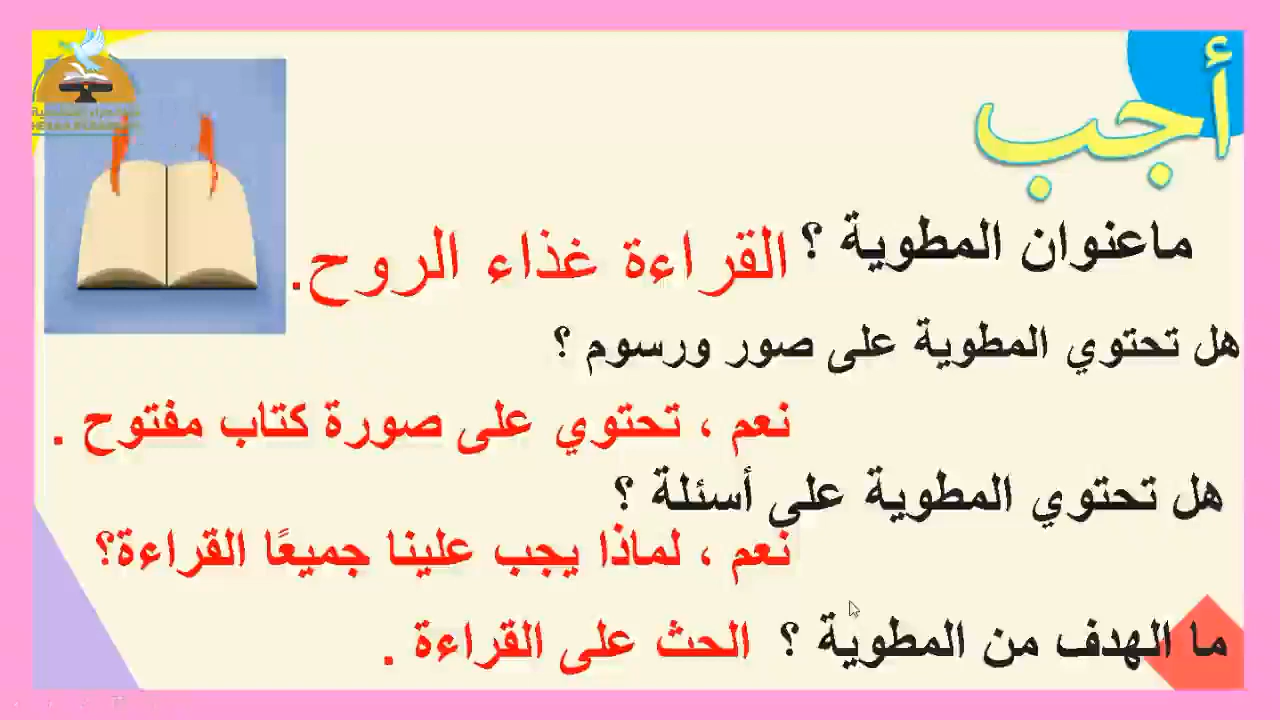 أجب
ماعنوان المطوية ؟ القراءة غذاء الروح.
هل تحتوي المطوية على صور ورسوم ؟
نعم ، تحتوي على صورة كتاب مفتوح .
هل تحتوي المطوية على أسئلة ؟
نعم ، لماذا يجب علينا جميعًا القراءة؟
ما الهدف من المطوية ؟ الحث على القراءة .